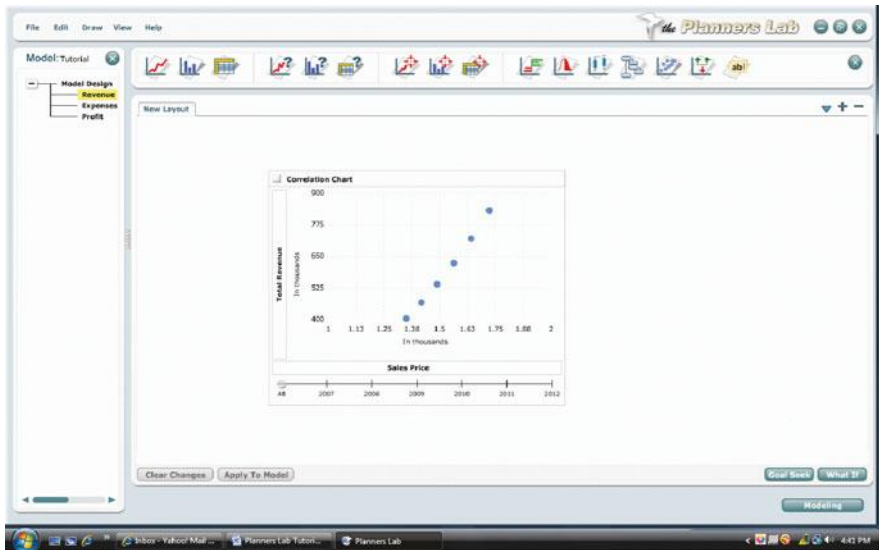 File Edit Draw View Help
the Planners Lab
Model: Tutorial
Model Design
Revenue
Expenses
Profit
abl
New Layout
Correlation Chart
900
775
650
525
400
Total Revenue
In thousands
1 1.13 1.25 1.38 1.5 1.63 1.75 1.88 2
In thousands
Sales Price
All 2007 2008 2009 2010 2011 2012
Clear Changes Apply To Model
Goal Seek What If
Modeling
Inbox - Yahoo! Mail ... Planners Lab Tutori... Planners Lab 4:41 PM